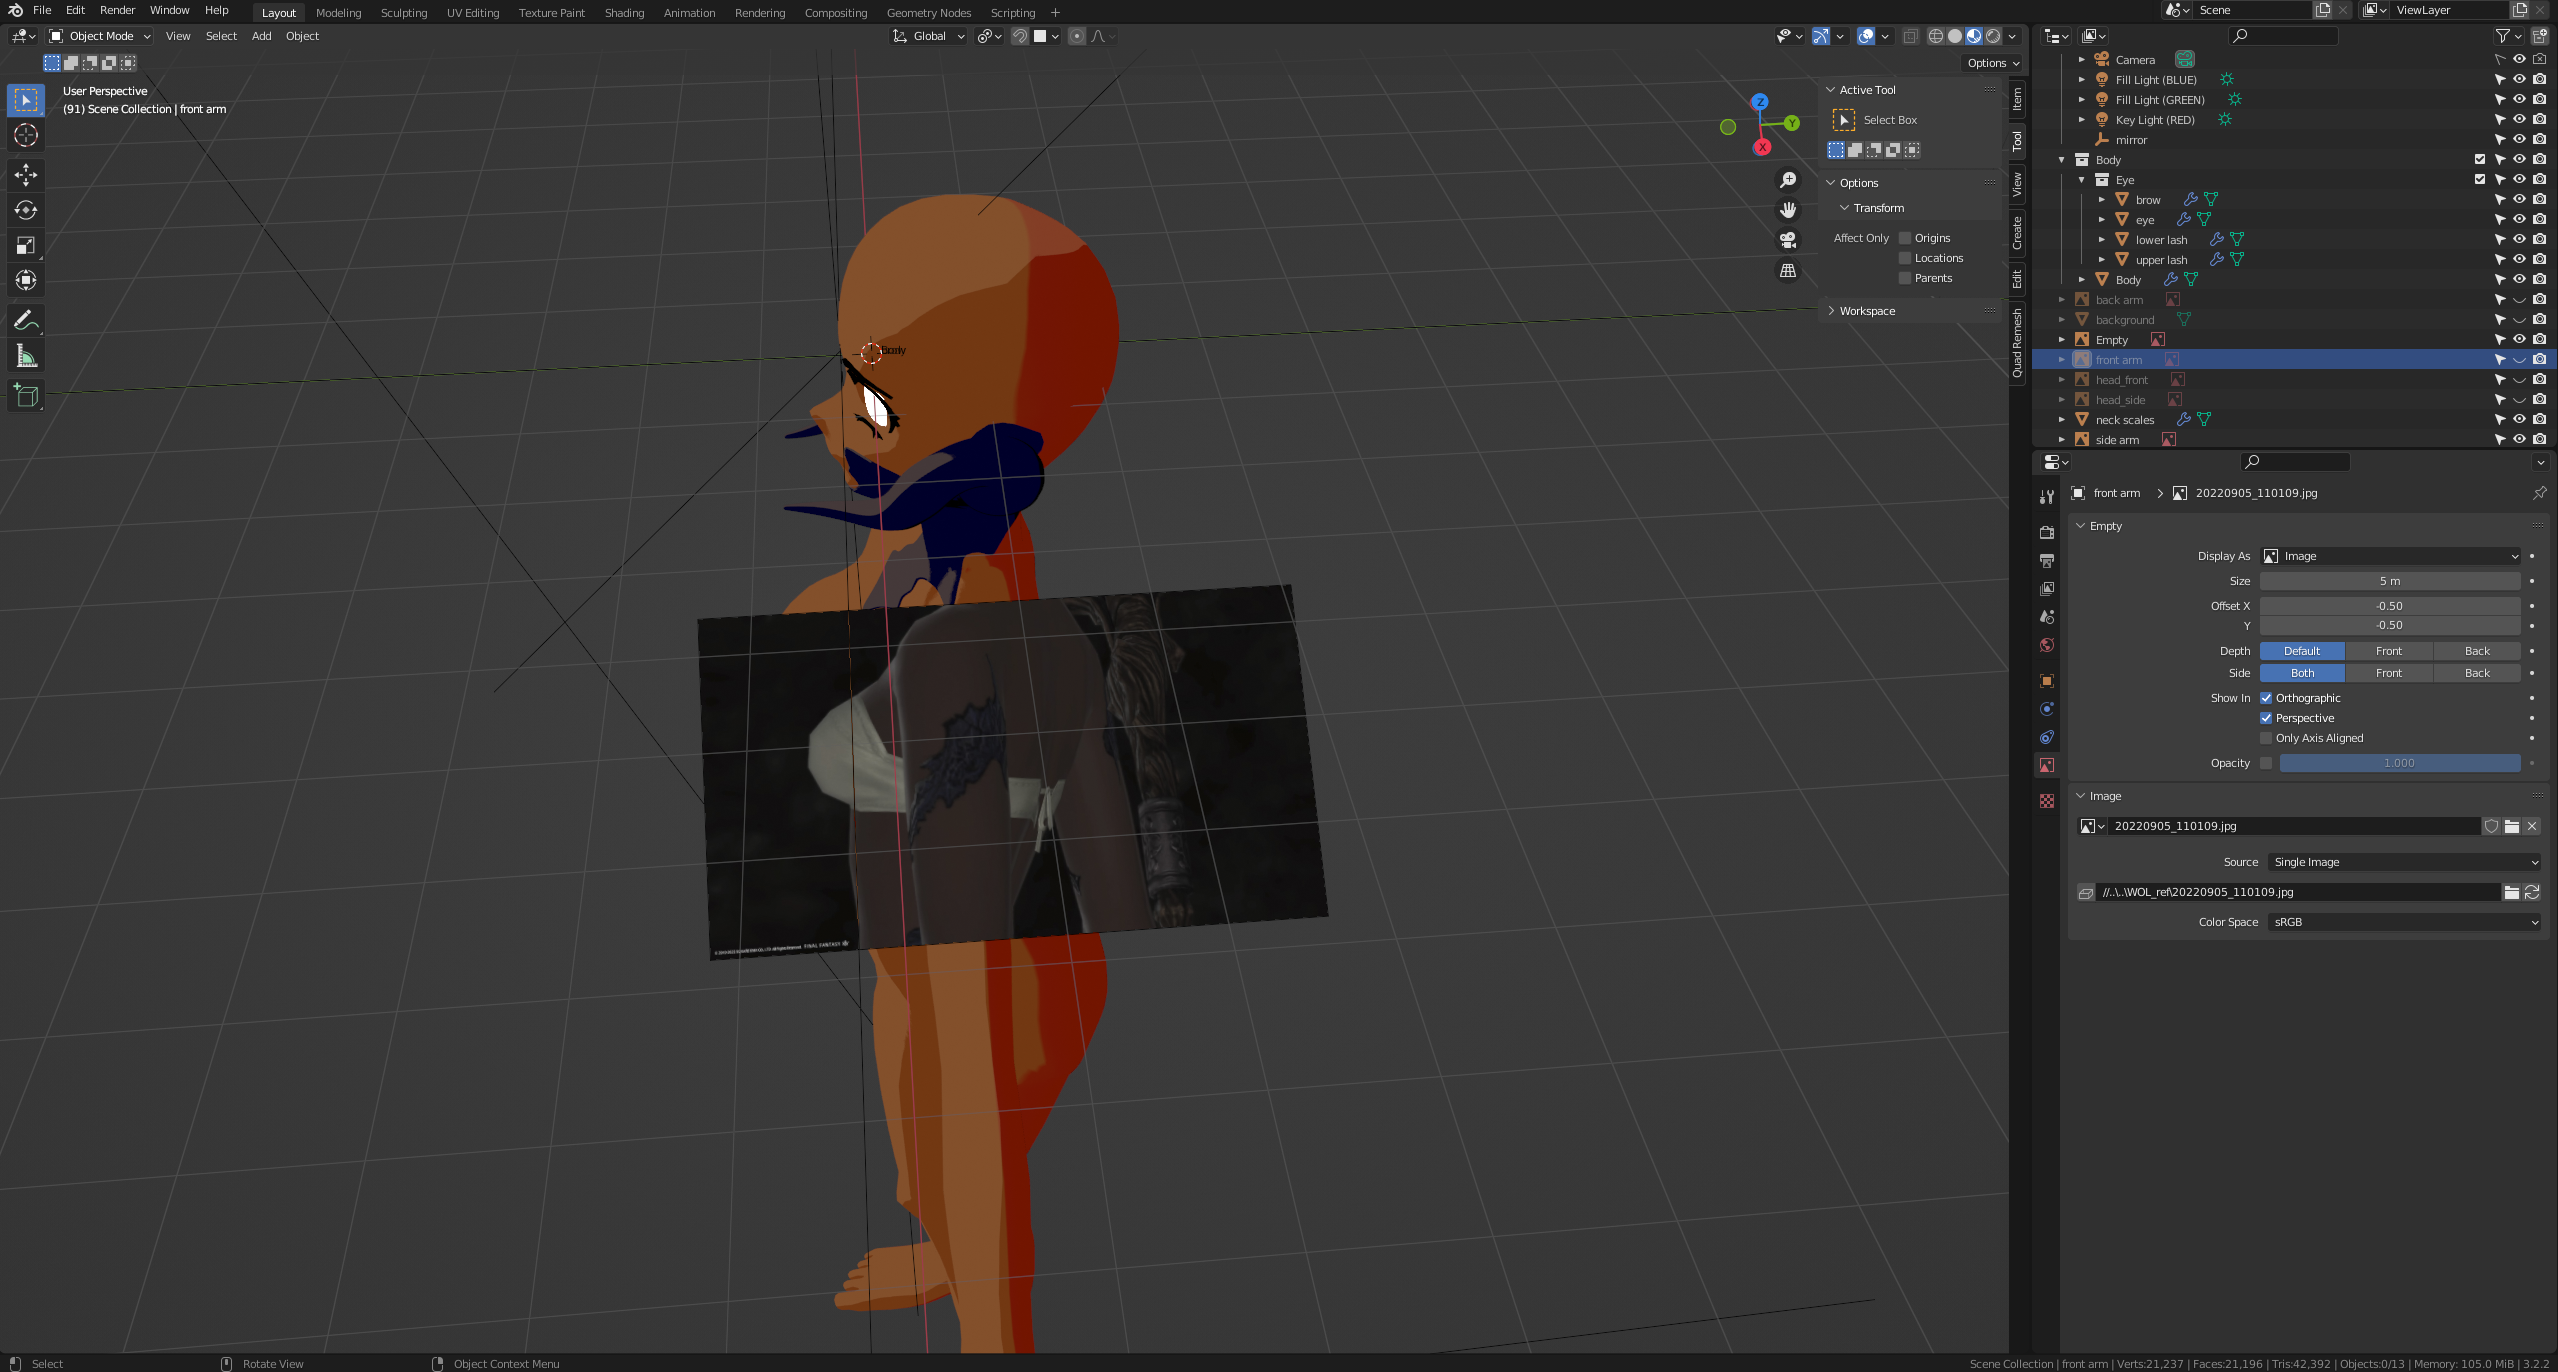 File Edit Render Window Help Layout Modeling Sculpting UV Editing Texture Paint Shading Animation Rendering Compositing Geometry Nodes Scripting + Scene ViewLayer
Object Mode View Select Add Object Global
Options
User Perspective
(91) Scene Collection | front arm
Z
Y
X
Active Tool
Select Box
Options
Transform
Affect Only Origins
Locations
Parents
Workspace
Item
Tool
View
Create
Edit
Quad Remesh
Body
FINAL FANTASY XIV
Camera
Fill Light (BLUE)
Fill Light (GREEN)
Key Light (RED)
mirror
Body
Eye
brow
eye
lower lash
upper lash
Body
back arm
background
Empty
front arm
head_front
head_side
neck scales
side arm
front arm > 20220905_110109.jpg
Empty
Display As Image
Size 5 m
Offset X -0.50
Y -0.50
Depth Default Front Back
Side Both Front Back
Show In Orthographic
Perspective
Only Axis Aligned
Opacity 1.000
Image
20220905_110109.jpg
Source Single Image
//..\..\WOL_ref\20220905_110109.jpg
Color Space sRGB
Select Rotate View Object Context Menu
Scene Collection | front arm | Verts:21,237 | Faces:21,196 | Tris:42,392 | Objects:0/13 | Memory: 105.0 MiB | 3.2.2